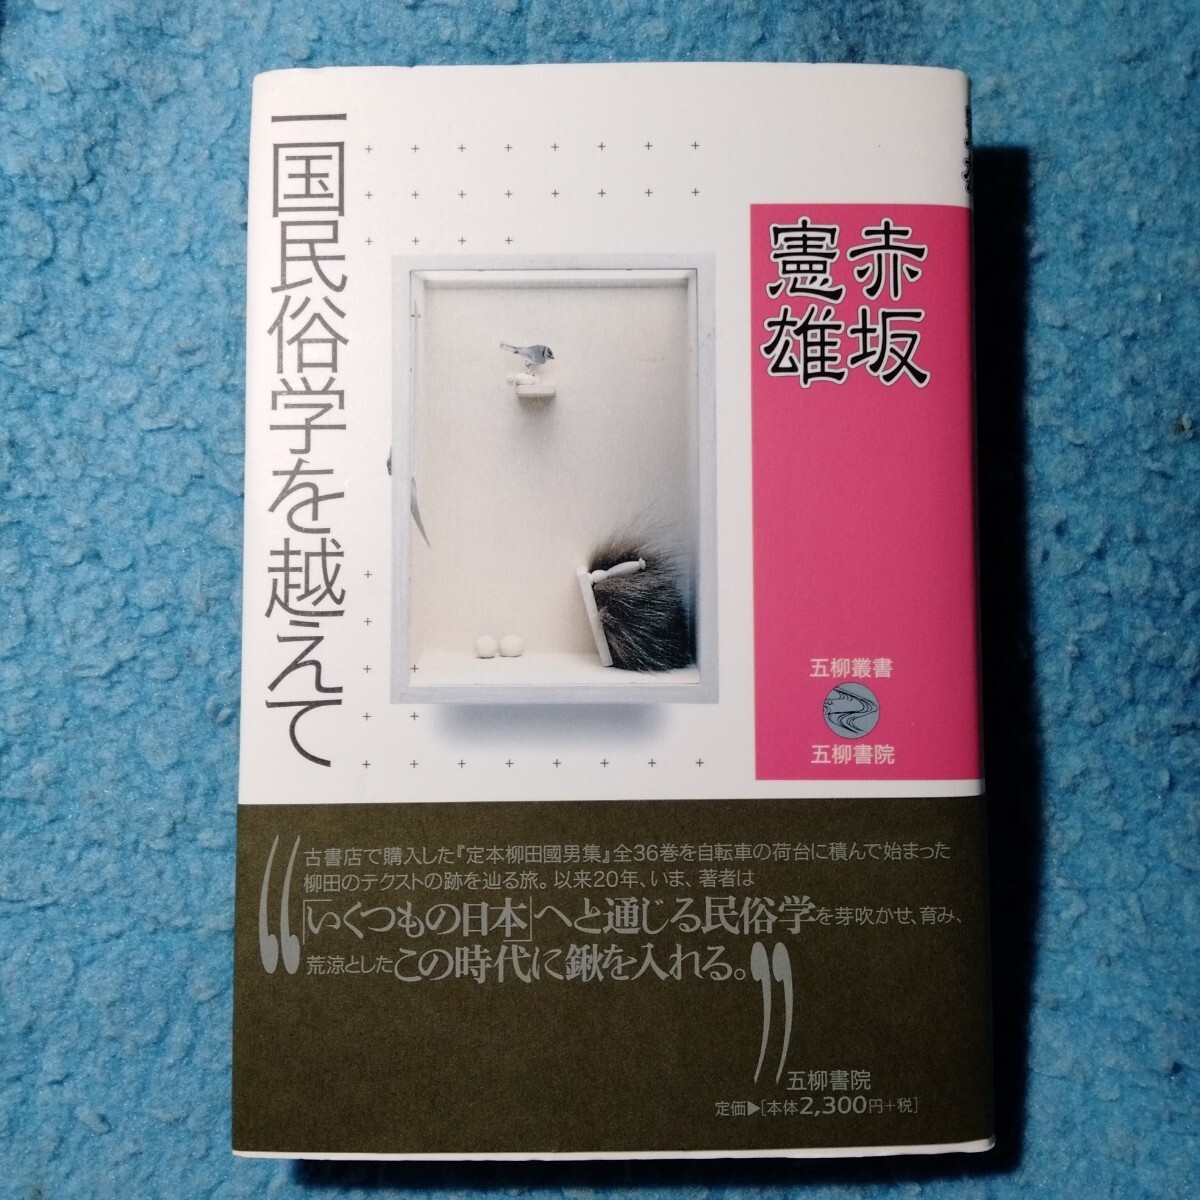 一国民俗学を越えて
赤坂
憲雄
五柳叢書
五柳書院
古書店で購入した『定本柳田國男集』全36巻を自転車の荷台に積んで始まった
柳田のテクストの跡を辿る旅。以来20年、いま、著者は
「いくつもの日本」へと通じる民俗学を芽吹かせ、育み、
荒涼としたこの時代に鍬を入れる。
五柳書院
定価▶[本体2,300円+税]